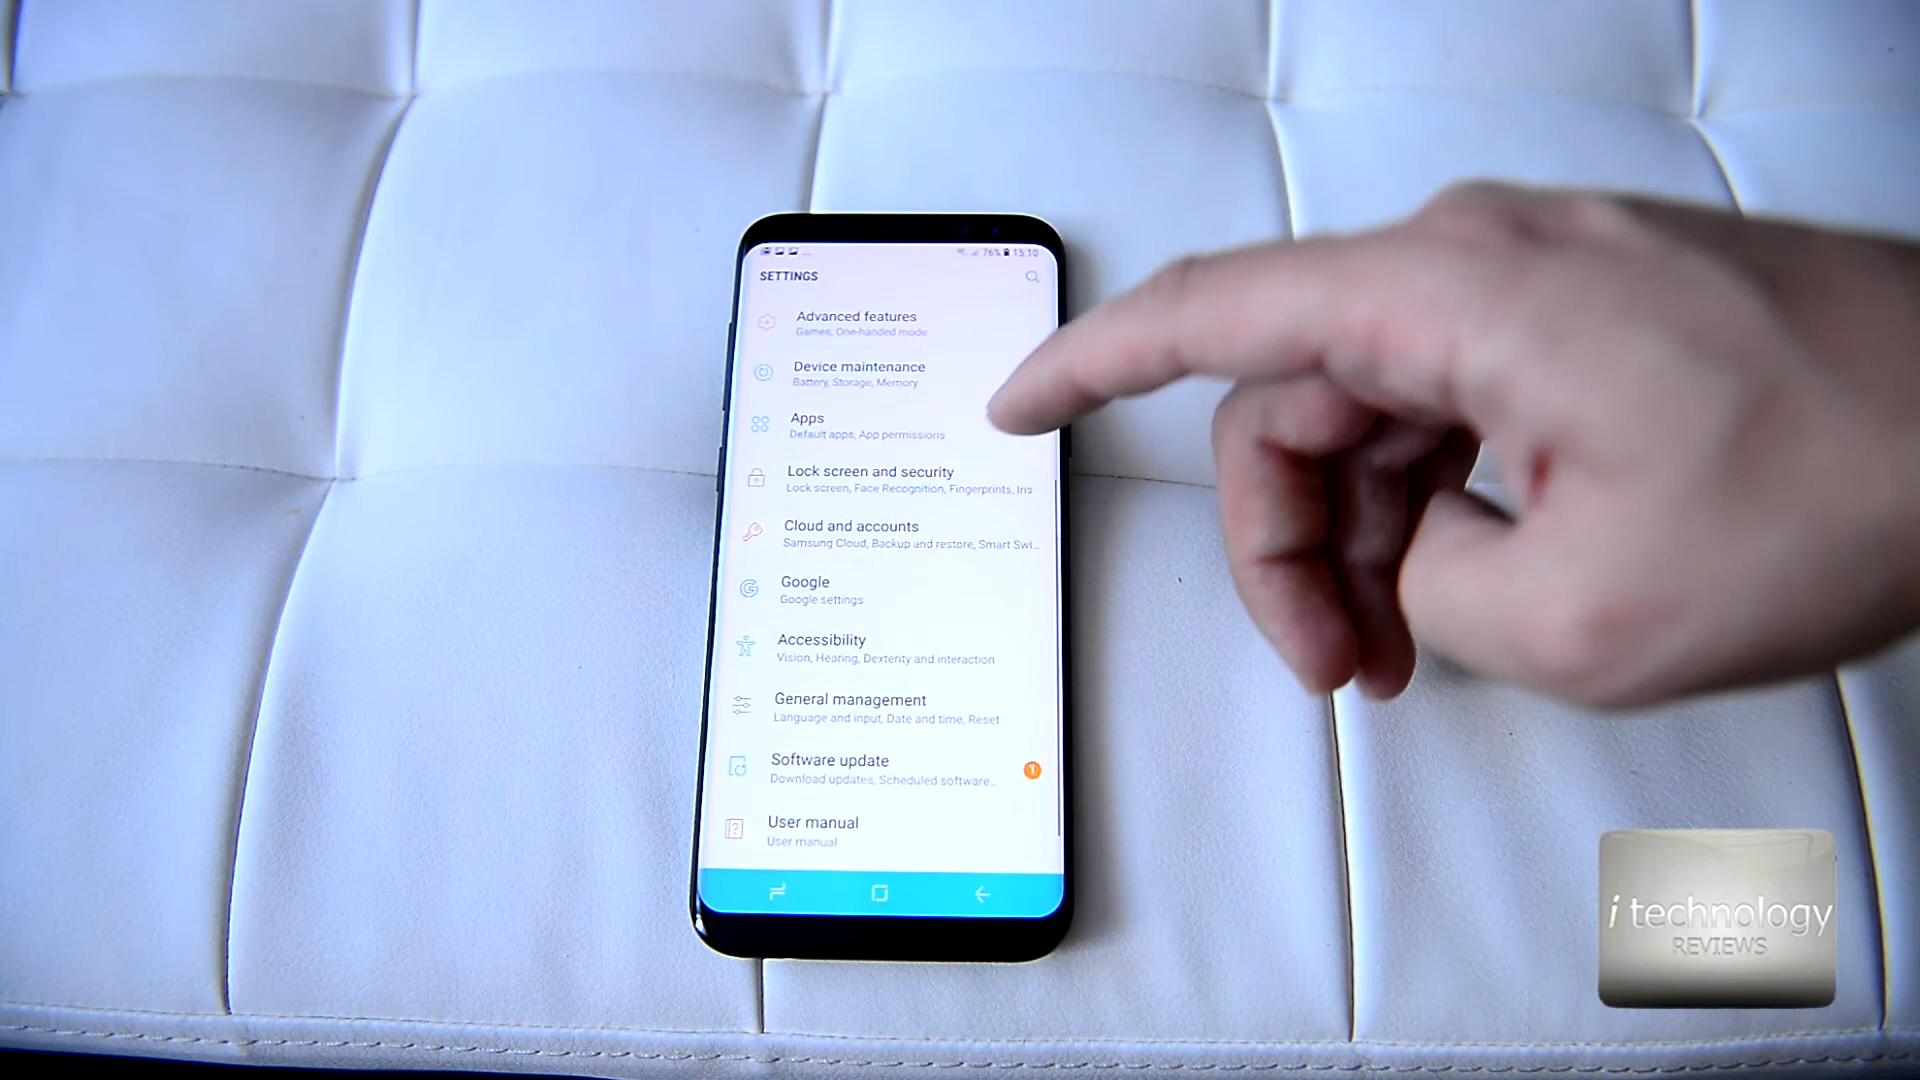 76% 15:10
SETTINGS
Advanced features
Games, One-handed mode
Device maintenance
Battery, Storage, Memory
Apps
Default apps, App permissions
Lock screen and security
Lock screen, Face Recognition, Fingerprints, Iris
Cloud and accounts
Samsung Cloud, Backup and restore, Smart Swi...
Google
Google settings
Accessibility
Vision, Hearing, Dexterity and interaction
General management
Language and input, Date and time, Reset
Software update
1
Download updates, Scheduled software...
User manual
User manual
i technology
REVIEWS